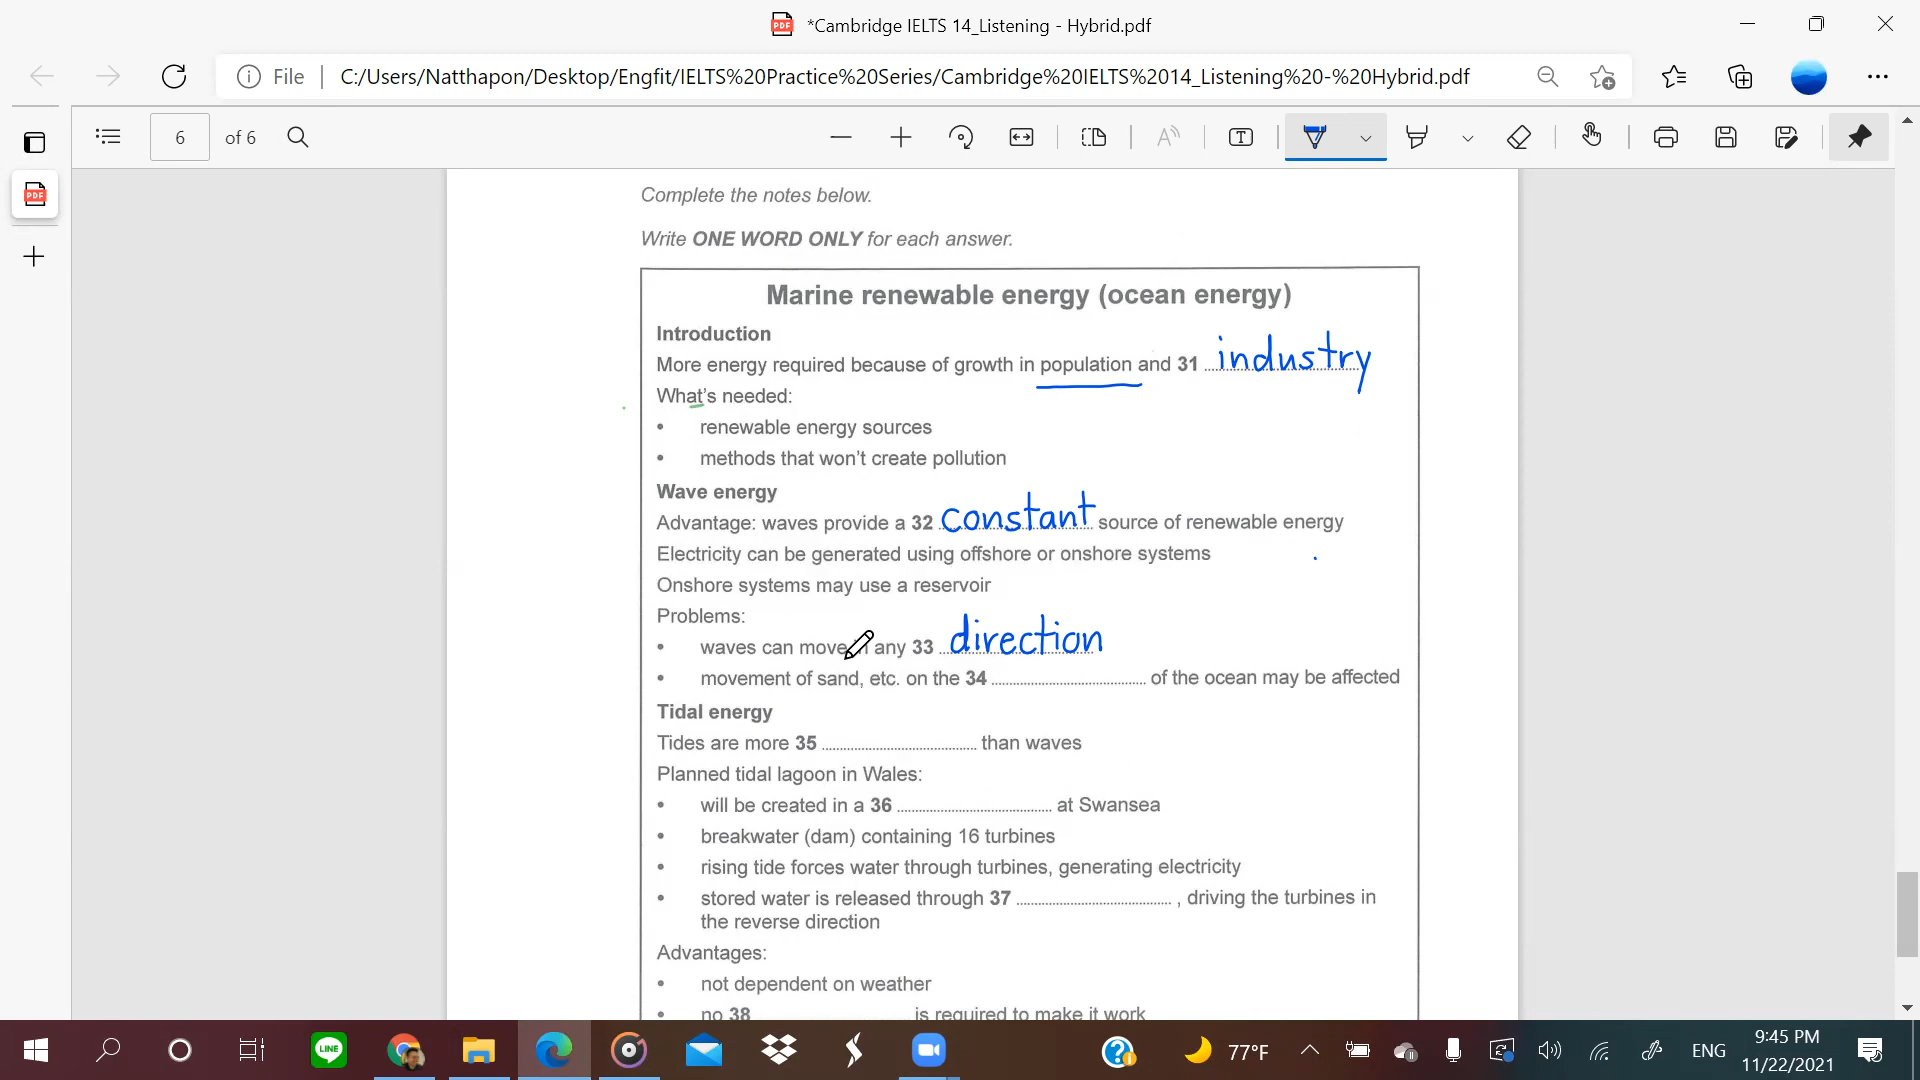 *Cambridge IELTS 14_Listening - Hybrid.pdf
File | C:/Users/Natthapon/Desktop/Engfit/IELTS%20Practice%20Series/Cambridge%20IELTS%2014_Listening%20-%20Hybrid.pdf
6 of 6
Complete the notes below.
Write ONE WORD ONLY for each answer.
Marine renewable energy (ocean energy)
Introduction
More energy required because of growth in population and 31 industry
What's needed:
• renewable energy sources
• methods that won't create pollution
Wave energy
Advantage: waves provide a 32 constant source of renewable energy
Electricity can be generated using offshore or onshore systems
Onshore systems may use a reservoir
Problems:
• waves can move in any 33 direction
• movement of sand, etc. on the 34 .......... of the ocean may be affected
Tidal energy
Tides are more 35 .......... than waves
Planned tidal lagoon in Wales:
• will be created in a 36 .......... at Swansea
• breakwater (dam) containing 16 turbines
• rising tide forces water through turbines, generating electricity
• stored water is released through 37 .......... , driving the turbines in
the reverse direction
Advantages:
• not dependent on weather
• no 38 is required to make it work
77°F ENG 9:45 PM
11/22/2021